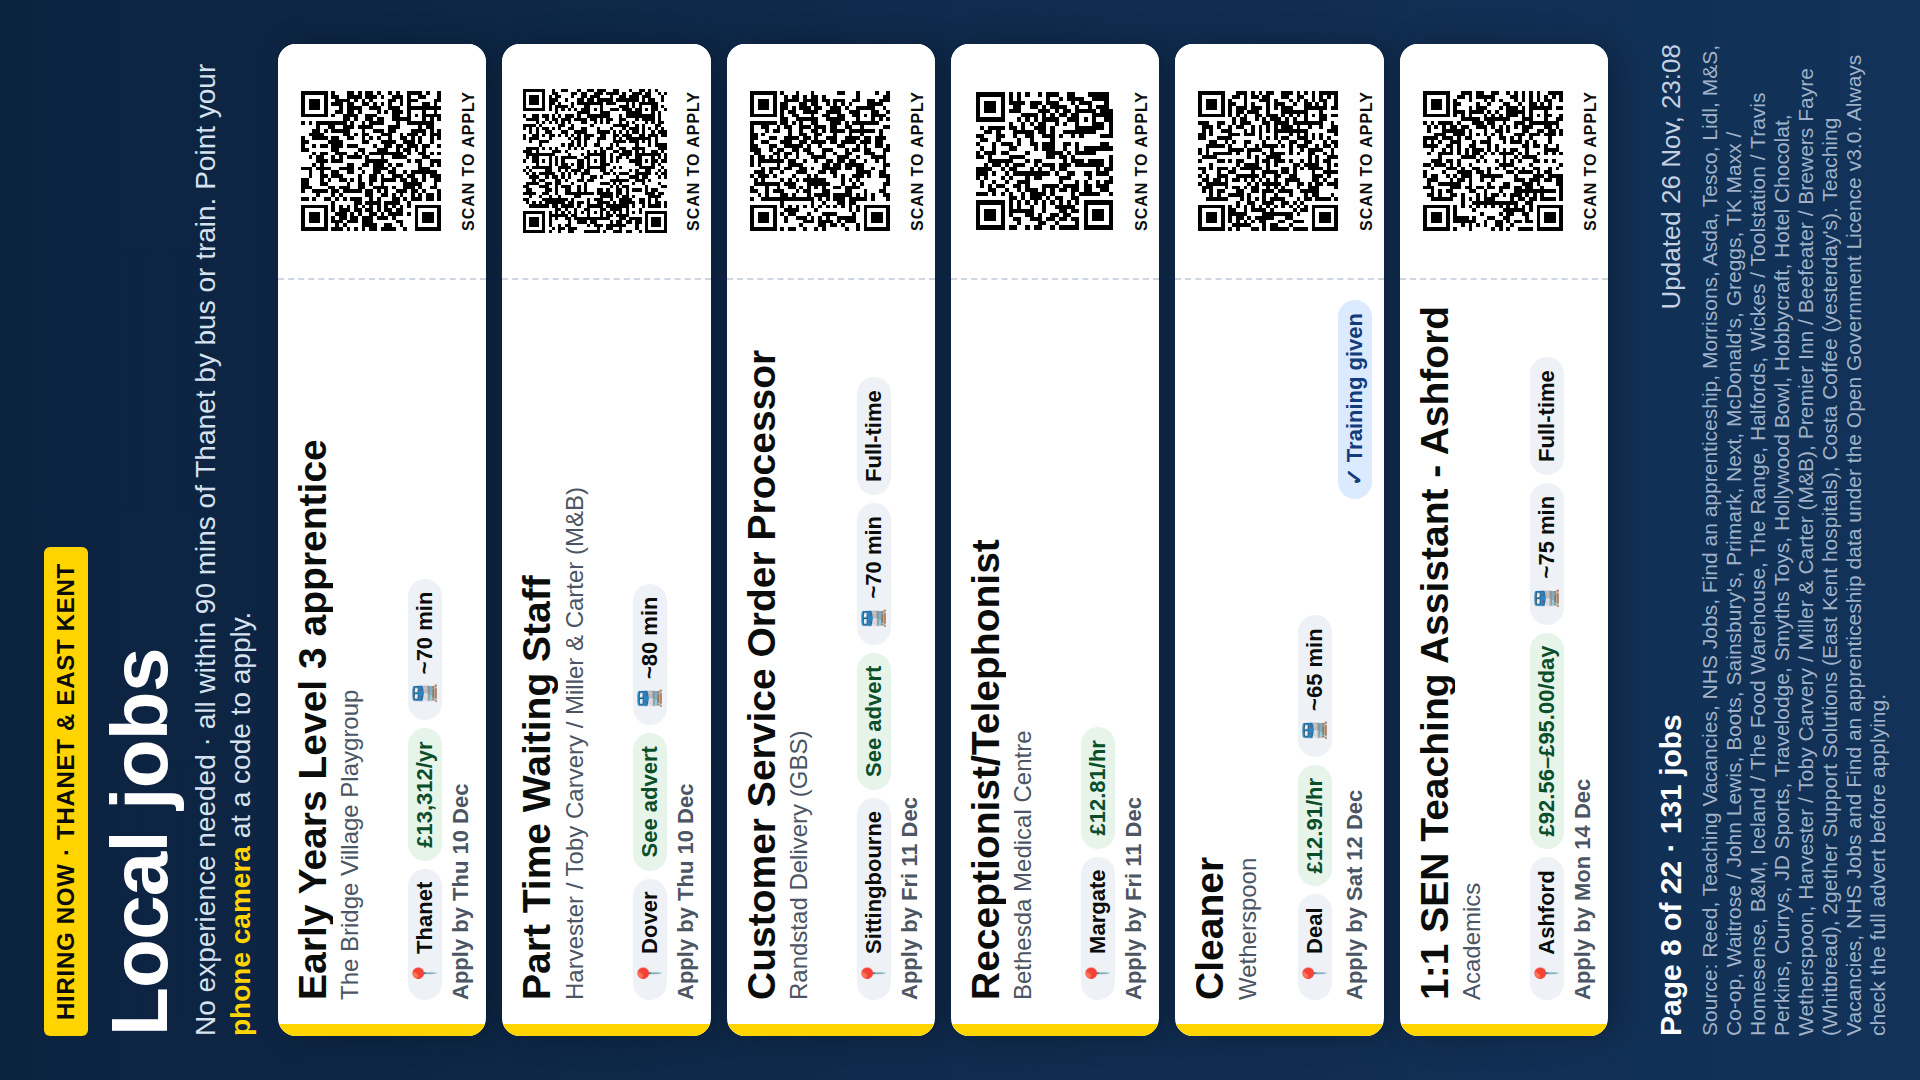 HIRING NOW · THANET & EAST KENT
Local jobs
No experience needed · all within 90 mins of Thanet by bus or train. Point your
phone camera at a code to apply.
Early Years Level 3 apprentice
The Bridge Village Playgroup
📍 Thanet £13,312/yr 🚆 ~70 min
Apply by Thu 10 Dec
SCAN TO APPLY
Part Time Waiting Staff
Harvester / Toby Carvery / Miller & Carter (M&B)
📍 Dover See advert 🚆 ~80 min
Apply by Thu 10 Dec
SCAN TO APPLY
Customer Service Order Processor
Randstad Delivery (GBS)
📍 Sittingbourne See advert 🚆 ~70 min Full-time
Apply by Fri 11 Dec
SCAN TO APPLY
Receptionist/Telephonist
Bethesda Medical Centre
📍 Margate £12.81/hr
Apply by Fri 11 Dec
SCAN TO APPLY
Cleaner
Wetherspoon
📍 Deal £12.91/hr 🚆 ~65 min
✓ Training given
Apply by Sat 12 Dec
SCAN TO APPLY
1:1 SEN Teaching Assistant - Ashford
Academics
📍 Ashford £92.56–£95.00/day 🚆 ~75 min Full-time
Apply by Mon 14 Dec
SCAN TO APPLY
Page 8 of 22 · 131 jobs
Updated 26 Nov, 23:08
Source: Reed, Teaching Vacancies, NHS Jobs, Find an apprenticeship, Morrisons, Asda, Tesco, Lidl, M&S,
Co-op, Waitrose / John Lewis, Boots, Sainsbury's, Primark, Next, McDonald's, Greggs, TK Maxx /
Homesense, B&M, Iceland / The Food Warehouse, The Range, Halfords, Wickes / Toolstation / Travis
Perkins, Currys, JD Sports, Travelodge, Smyths Toys, Hollywood Bowl, Hobbycraft, Hotel Chocolat,
Wetherspoon, Harvester / Toby Carvery / Miller & Carter (M&B), Premier Inn / Beefeater / Brewers Fayre
(Whitbread), 2gether Support Solutions (East Kent hospitals), Costa Coffee (yesterday's). Teaching
Vacancies, NHS Jobs and Find an apprenticeship data under the Open Government Licence v3.0. Always
check the full advert before applying.